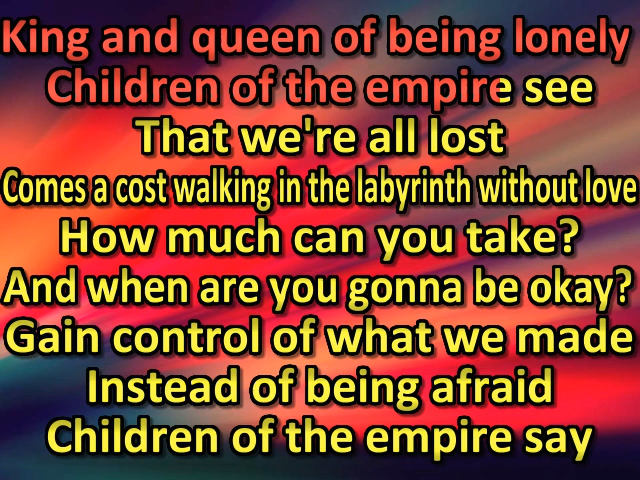 King and queen of being lonely
Children of the empire see
That we're all lost
Comes a cost walking in the labyrinth without love
How much can you take?
And when are you gonna be okay?
Gain control of what we made
Instead of being afraid
Children of the empire say